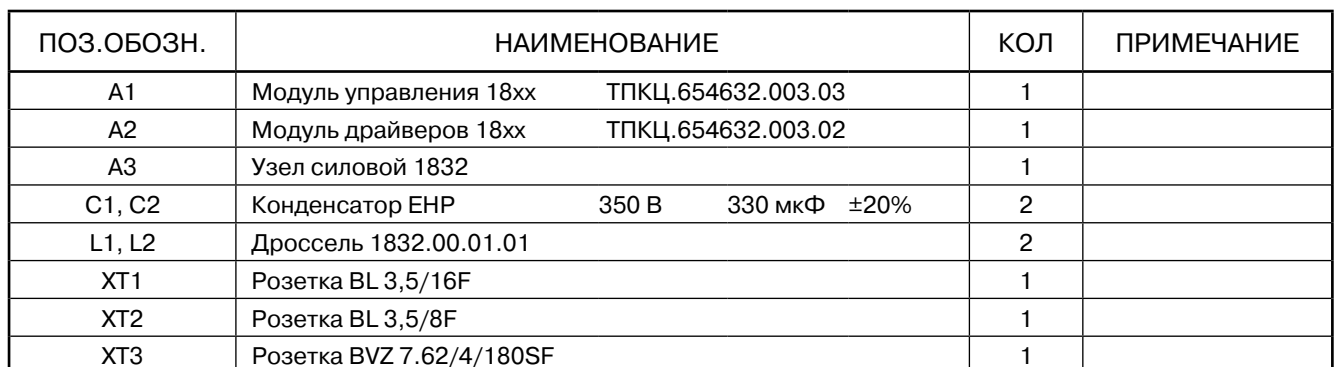 ПОЗ.ОБОЗН. НАИМЕНОВАНИЕ КОЛ ПРИМЕЧАНИЕ
А1 Модуль управления 18хх ТПКЦ.654632.003.03 1
А2 Модуль драйверов 18хх ТПКЦ.654632.003.02 1
А3 Узел силовой 1832 1
С1, С2 Конденсатор EHP 350 В 330 мкФ ±20% 2
L1, L2 Дроссель 1832.00.01.01 2
XT1 Розетка BL 3,5/16F 1
XT2 Розетка BL 3,5/8F 1
XT3 Розетка BVZ 7.62/4/180SF 1